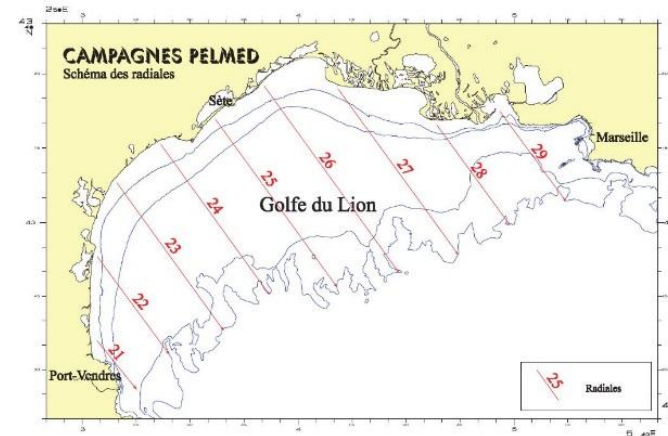 CAMPAGNES PELMED
Schéma des radiales
Sète
Marseille
29
28
27
26
25
Golfe du Lion
24
23
22
21
Port-Vendres
25
Radiales